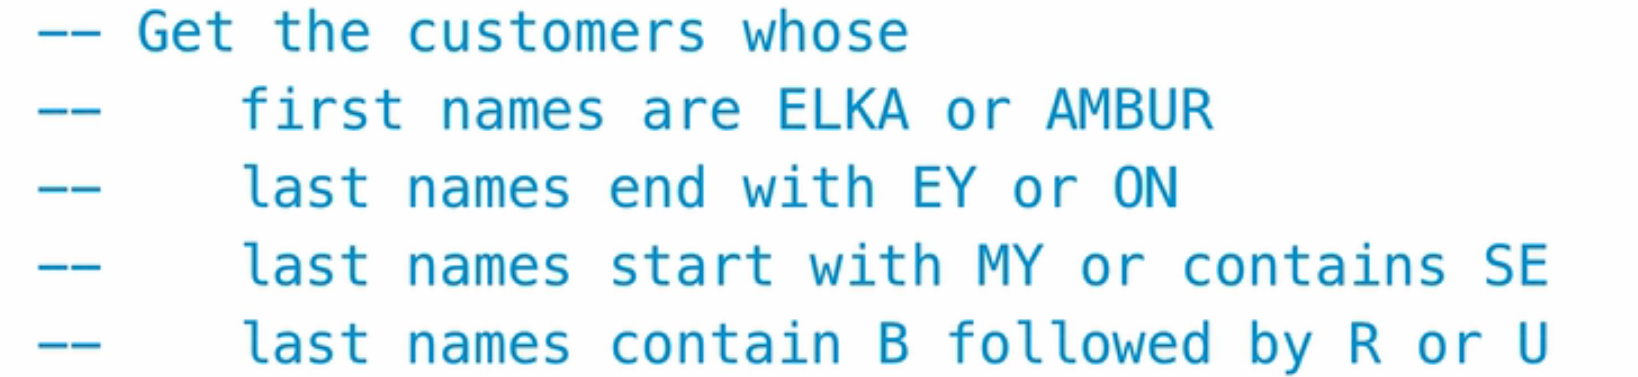 -- Get the customers whose
--    first names are ELKA or AMBUR
--    last names end with EY or ON
--    last names start with MY or contains SE
--    last names contain B followed by R or U